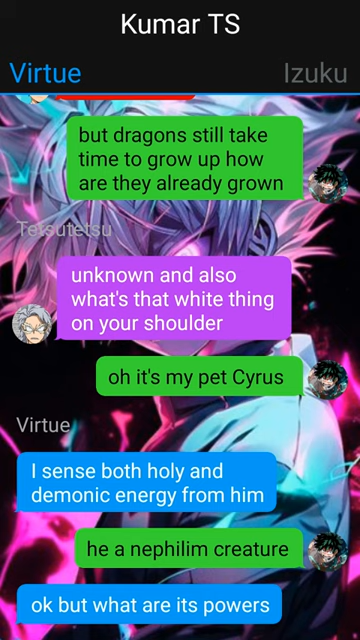 Kumar TS
Virtue
Izuku
but dragons still take
time to grow up how
are they already grown
Tetsutetsu
unknown and also
what's that white thing
on your shoulder
oh it's my pet Cyrus
Virtue
I sense both holy and
demonic energy from him
he a nephilim creature
ok but what are its powers